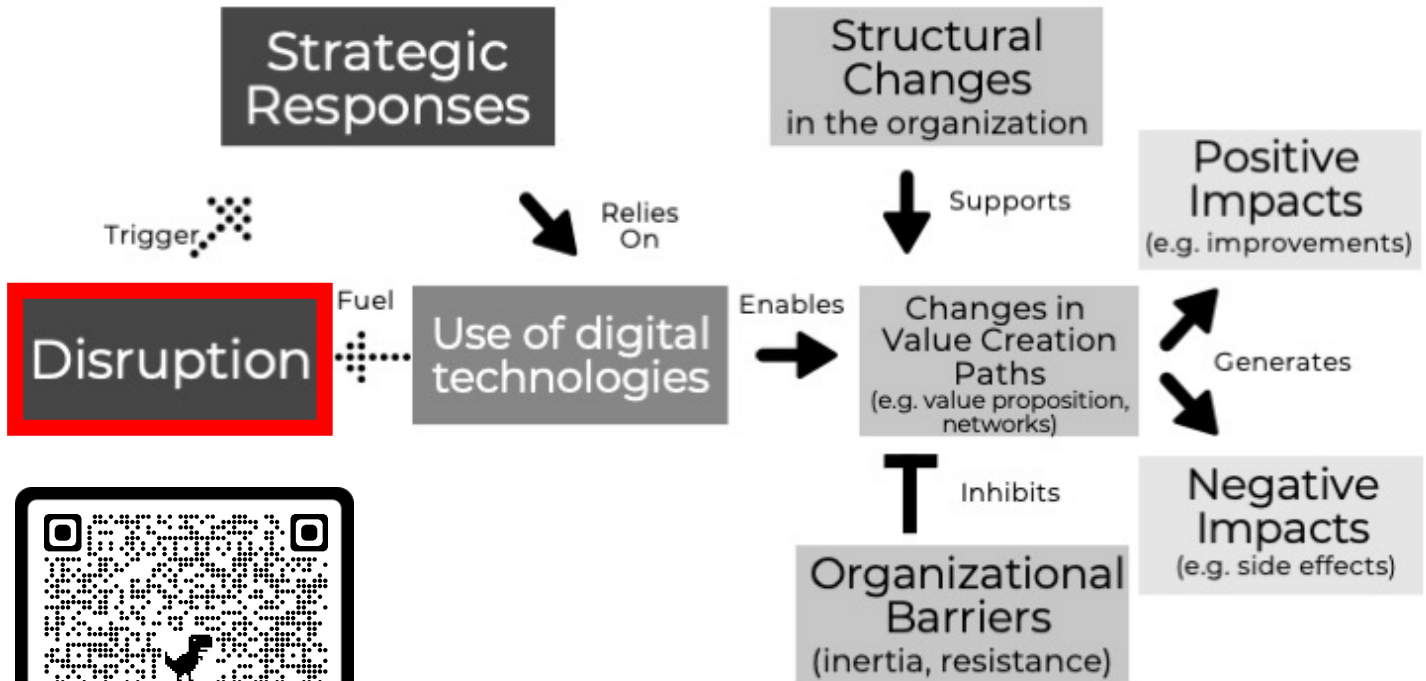 Strategic
Responses
Structural
Changes
in the organization
Positive
Impacts
(e.g. improvements)
Trigger
Relies
On
Supports
Disruption
Fuel
Use of digital
technologies
Enables
Changes in
Value Creation
Paths
(e.g. value proposition,
networks)
Generates
Inhibits
Negative
Impacts
(e.g. side effects)
Organizational
Barriers
(inertia, resistance)